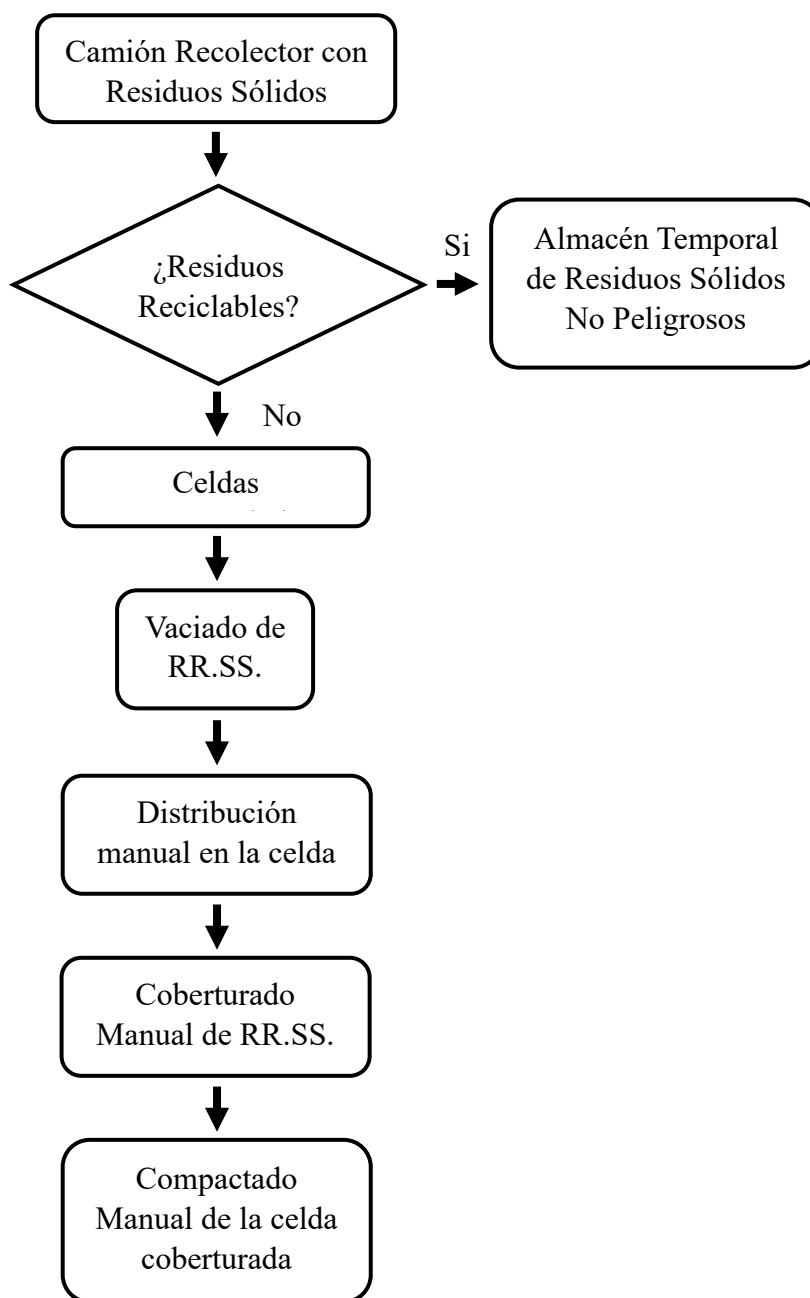 Camión Recolector con
Residuos Sólidos
¿Residuos
Reciclables?
Si
Almacén Temporal
de Residuos Sólidos
No Peligrosos
No
Celdas
Vaciado de
RR.SS.
Distribución
manual en la celda
Coberturado
Manual de RR.SS.
Compactado
Manual de la celda
coberturada